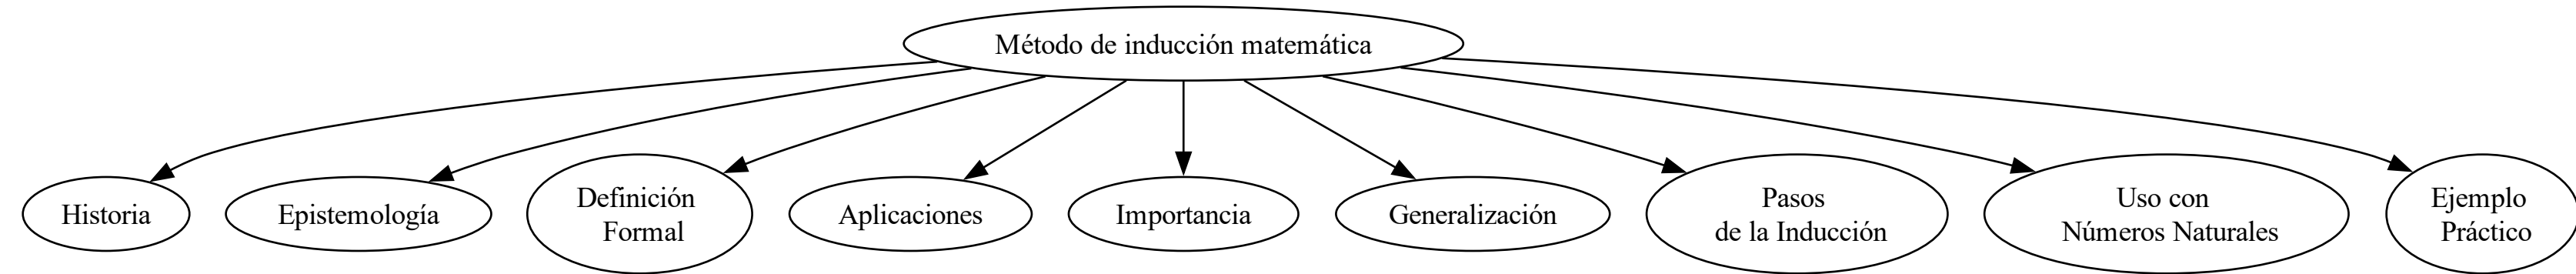 Método de inducción matemática
Historia
Epistemología
Definición
Formal
Aplicaciones
Importancia
Generalización
Pasos
de la Inducción
Uso con
Números Naturales
Ejemplo
Práctico